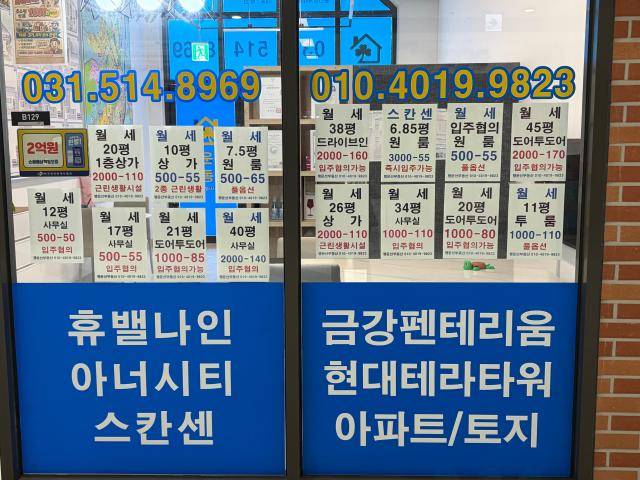 031.514.8969
010.4019.9823
B129
2억원
월 세
20평
1층상가
2000-110
근린생활시설
월 세
10평
상 가
500-55
2종 근린생활
월 세
7.5평
원 룸
500-65
풀옵션
12평
사무실
500-50
입주협의
월 세
17평
사무실
500-55
입주협의
월 세
21평
도어투도어
1000-85
입주협의가능
월 세
40평
사무실
2000-140
월 세
38평
드라이브인
2000-160
입주협의가능
스칸센
6.85평
원 룸
3000-55
즉시입주가능
월 세
입주협의
원 룸
500-55
풀옵션
월 세
45평
도어투도어
2000-170
입주협의가능
월 세
26평
상 가
2000-110
근린생활시설
월 세
34평
사무실
1000-110
입주협의
월 세
20평
도어투도어
1000-80
입주협의가능
월 세
11평
투 룸
1000-110
풀옵션
휴밸나인
아너시티
스칸센
금강펜테리움
현대테라타워
아파트/토지